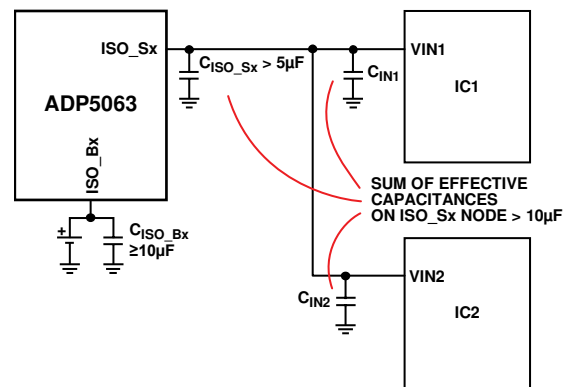 ISO_Sx
CISO_Sx > 5µF
ADP5063
ISO_Bx
+
CISO_Bx
≥10µF
CIN1
VIN1
IC1
SUM OF EFFECTIVE
CAPACITANCES
ON ISO_Sx NODE > 10µF
CIN2
VIN2
IC2